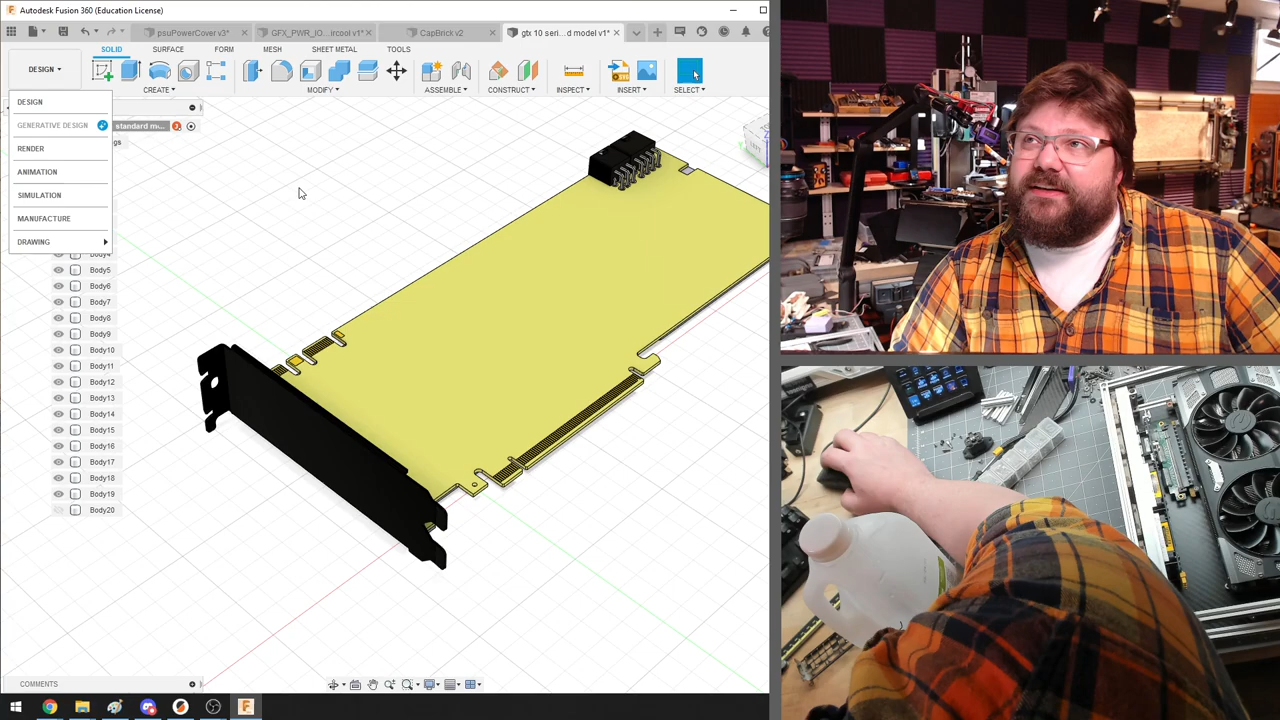 Autodesk Fusion 360 (Education License)
psuPowerCover v3*
GFX_PWR_IO...ircool v1*
CapBrick v2
gtx 10 seri...d model v1*
SOLID
SURFACE
FORM
MESH
SHEET METAL
TOOLS
DESIGN
CREATE
MODIFY
ASSEMBLE
CONSTRUCT
INSPECT
INSERT
SELECT
DESIGN
GENERATIVE DESIGN
standard m...
RENDER
ANIMATION
SIMULATION
MANUFACTURE
DRAWING
Body4
Body5
Body6
Body7
Body8
Body9
Body10
Body11
Body12
Body13
Body14
Body15
Body16
Body17
Body18
Body19
Body20
COMMENTS